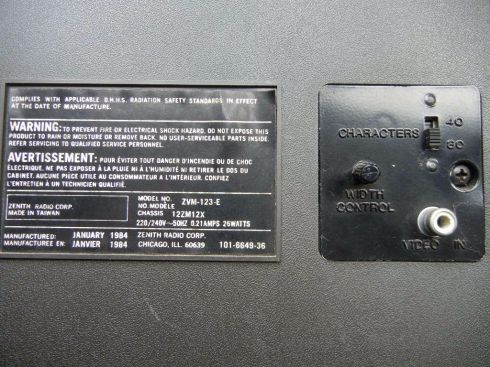 COMPLIES WITH APPLICABLE D.H.H.S. RADIATION SAFETY STANDARDS IN EFFECT
AT THE DATE OF MANUFACTURE.
WARNING: TO PREVENT FIRE OR ELECTRICAL SHOCK HAZARD, DO NOT EXPOSE THIS
PRODUCT TO RAIN OR MOISTURE OR REMOVE BACK. NO USER-SERVICEABLE PARTS INSIDE.
REFER SERVICING TO QUALIFIED SERVICE PERSONNEL.
AVERTISSEMENT: POUR ÉVITER TOUT DANGER D'INCENDIE OU DE CHOC
ÉLECTRIQUE, NE PAS EXPOSER À LA PLUIE NI À L'HUMIDITÉ NI RETIRER LE DOS DU
CABINET AUCUNE PIÈCE UTILE AU CONSOMMATEUR À L'INTÉRIEUR. CONFIEZ
L'ENTRETIEN À UN TECHNICIEN QUALIFIÉ.
ZENITH RADIO CORP.
MADE IN TAIWAN
MODEL NO.
NO. MODÈLE ZVM-123-E
CHASSIS 12ZM12X
220/240V~50HZ 0.21AMPS 26WATTS
MANUFACTURED: JANUARY 1984 ZENITH RADIO CORP.
MANUFACTUREE EN: JANVIER 1984 CHICAGO, ILL. 60639 101-6649-36
CHARACTERS
40
80
WIDTH
CONTROL
VIDEO IN